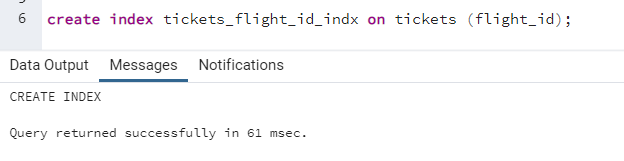 6 create index tickets_flight_id_indx on tickets (flight_id);
Data Output Messages Notifications
CREATE INDEX
Query returned successfully in 61 msec.